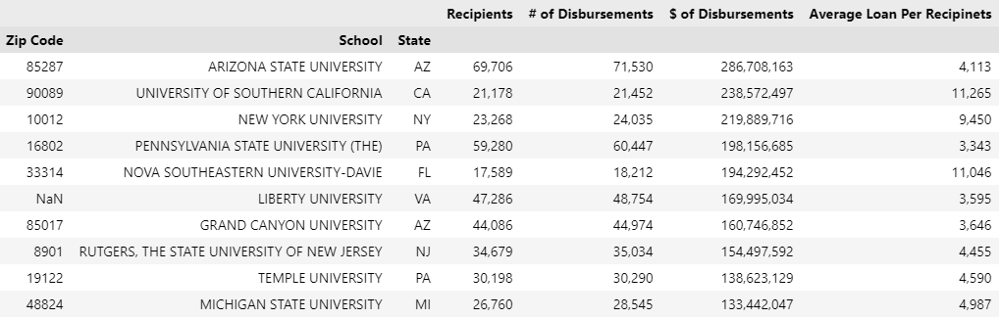 Recipients # of Disbursements $ of Disbursements Average Loan Per Recipinets
Zip Code School State
85287 ARIZONA STATE UNIVERSITY AZ 69,706 71,530 286,708,163 4,113
90089 UNIVERSITY OF SOUTHERN CALIFORNIA CA 21,178 21,452 238,572,497 11,265
10012 NEW YORK UNIVERSITY NY 23,268 24,035 219,889,716 9,450
16802 PENNSYLVANIA STATE UNIVERSITY (THE) PA 59,280 60,447 198,156,685 3,343
33314 NOVA SOUTHEASTERN UNIVERSITY-DAVIE FL 17,589 18,212 194,292,452 11,046
NaN LIBERTY UNIVERSITY VA 47,286 48,754 169,995,034 3,595
85017 GRAND CANYON UNIVERSITY AZ 44,086 44,974 160,746,852 3,646
8901 RUTGERS, THE STATE UNIVERSITY OF NEW JERSEY NJ 34,679 35,034 154,497,592 4,455
19122 TEMPLE UNIVERSITY PA 30,198 30,290 138,623,129 4,590
48824 MICHIGAN STATE UNIVERSITY MI 26,760 28,545 133,442,047 4,987